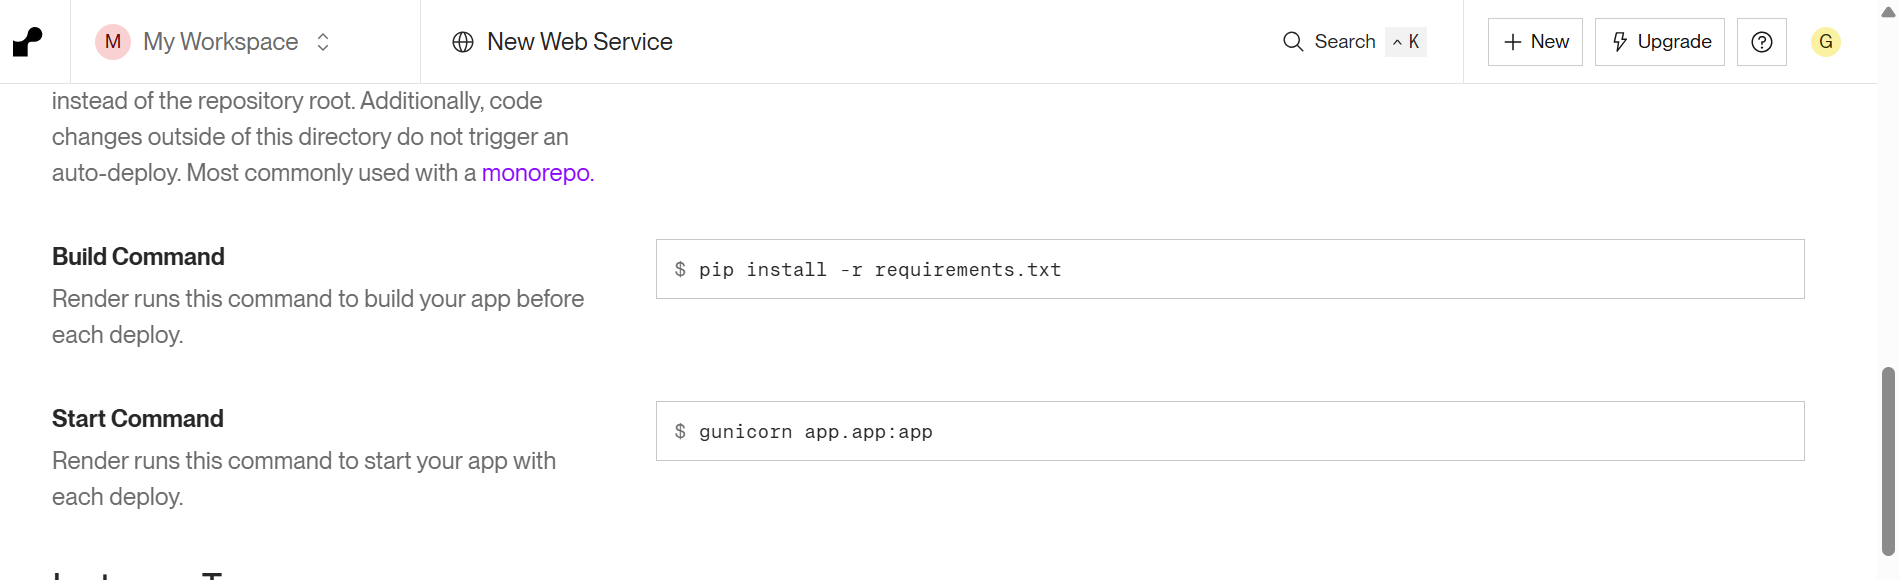 M My Workspace New Web Service Search ^ K + New Upgrade G
instead of the repository root. Additionally, code
changes outside of this directory do not trigger an
auto-deploy. Most commonly used with a monorepo.
Build Command
$ pip install -r requirements.txt
Render runs this command to build your app before
each deploy.
Start Command
$ gunicorn app.app:app
Render runs this command to start your app with
each deploy.